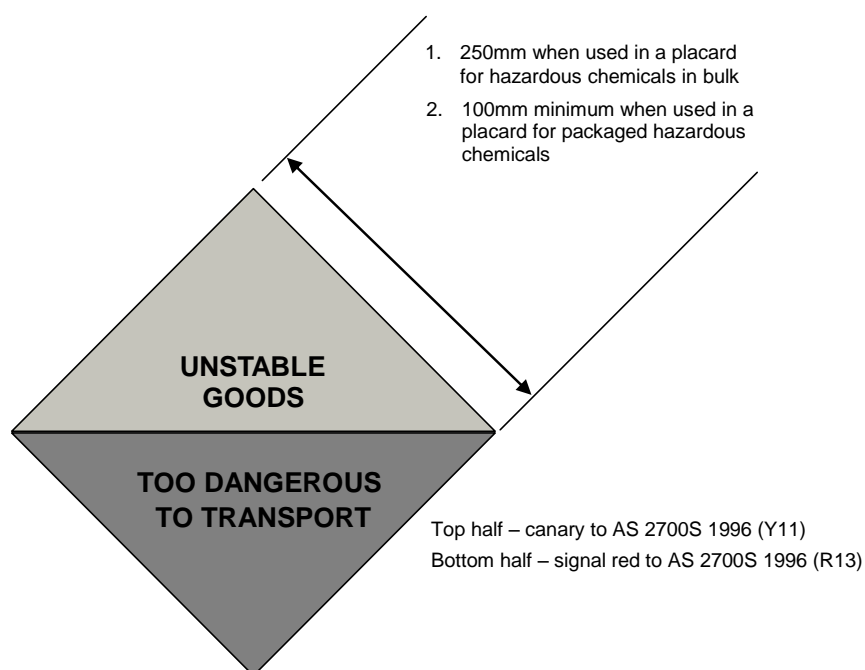 1. 250mm when used in a placard
for hazardous chemicals in bulk
2. 100mm minimum when used in a
placard for packaged hazardous
chemicals
UNSTABLE
GOODS
TOO DANGEROUS
TO TRANSPORT
Top half – canary to AS 2700S 1996 (Y11)
Bottom half – signal red to AS 2700S 1996 (R13)